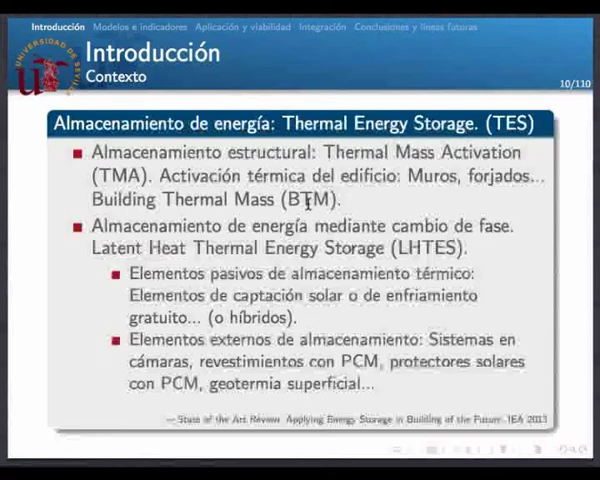 Introducción Modelos e indicadores Aplicación y viabilidad Integración Conclusiones y líneas futuras
UNIVERSIDAD DE SEVILLA
Introducción
Contexto
10/110
Almacenamiento de energía: Thermal Energy Storage. (TES)
Almacenamiento estructural: Thermal Mass Activation
(TMA). Activación térmica del edificio: Muros, forjados...
Building Thermal Mass (BTM).
Almacenamiento de energía mediante cambio de fase.
Latent Heat Thermal Energy Storage (LHTES).
Elementos pasivos de almacenamiento térmico:
Elementos de captación solar o de enfriamiento
gratuito... (o híbridos).
Elementos externos de almacenamiento: Sistemas en
cámaras, revestimientos con PCM, protectores solares
con PCM, geotermia superficial...
— State of the Art Review. Applying Energy Storage in Building of the Future. IEA 2013